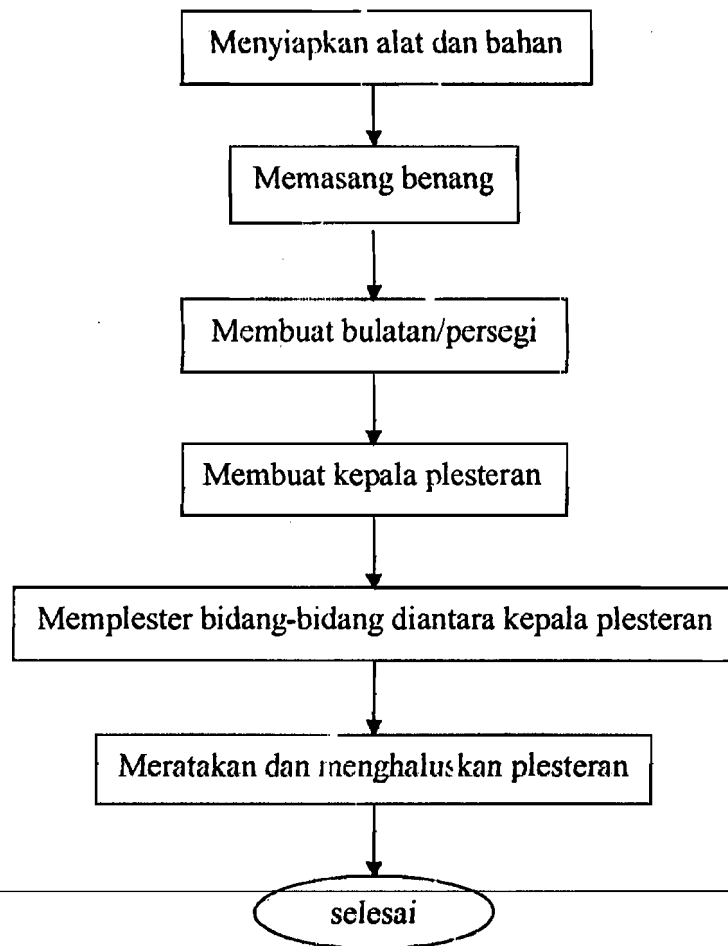 Menyiapkan alat dan bahan
Memasang benang
Membuat bulatan/persegi
Membuat kepala plesteran
Memplester bidang-bidang diantara kepala plesteran
Meratakan dan menghaluskan plesteran
selesai